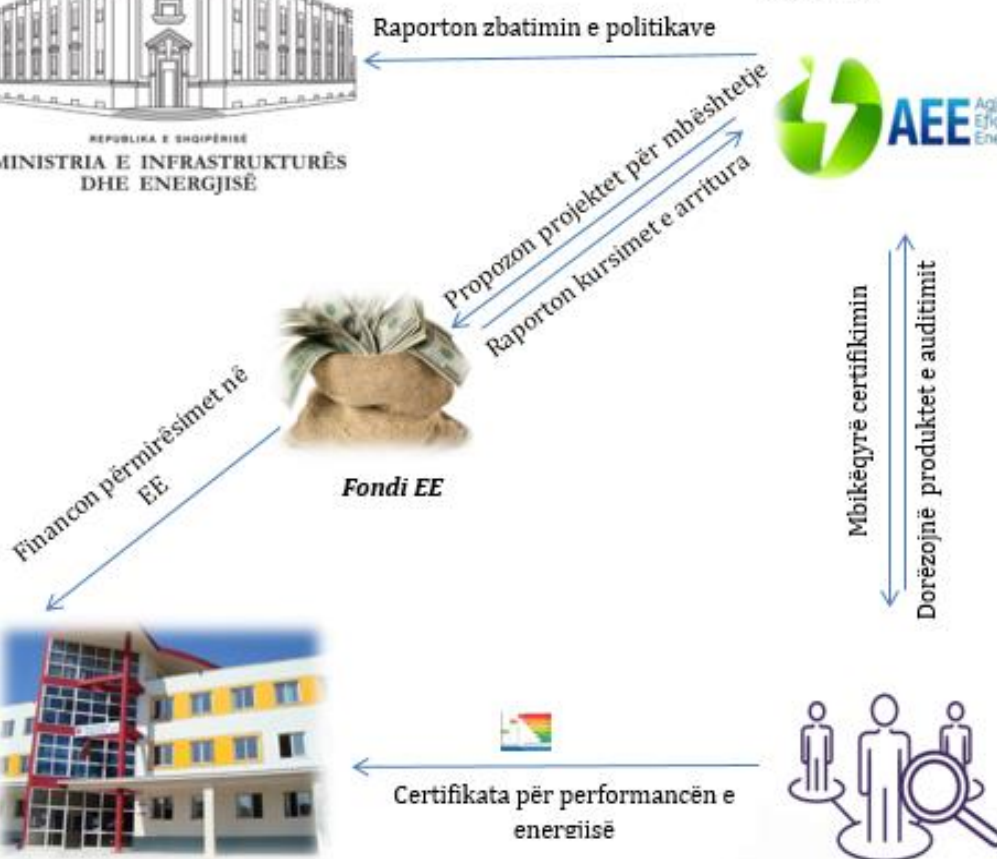 Raporton zbatimin e politikave
REPUBLIKA E SHQIPËRISË
MINISTRIA E INFRASTRUKTURËS
DHE ENERGJISË
AEE
Propozon projektet për mbështetje
Raporton kursimet e arritura
Mbikëqyrë certifikimin
Dorëzojnë produktet e auditimit
Financon përmirësimet në
EE
Fondi EE
Certifikata për performancën e
energjisë